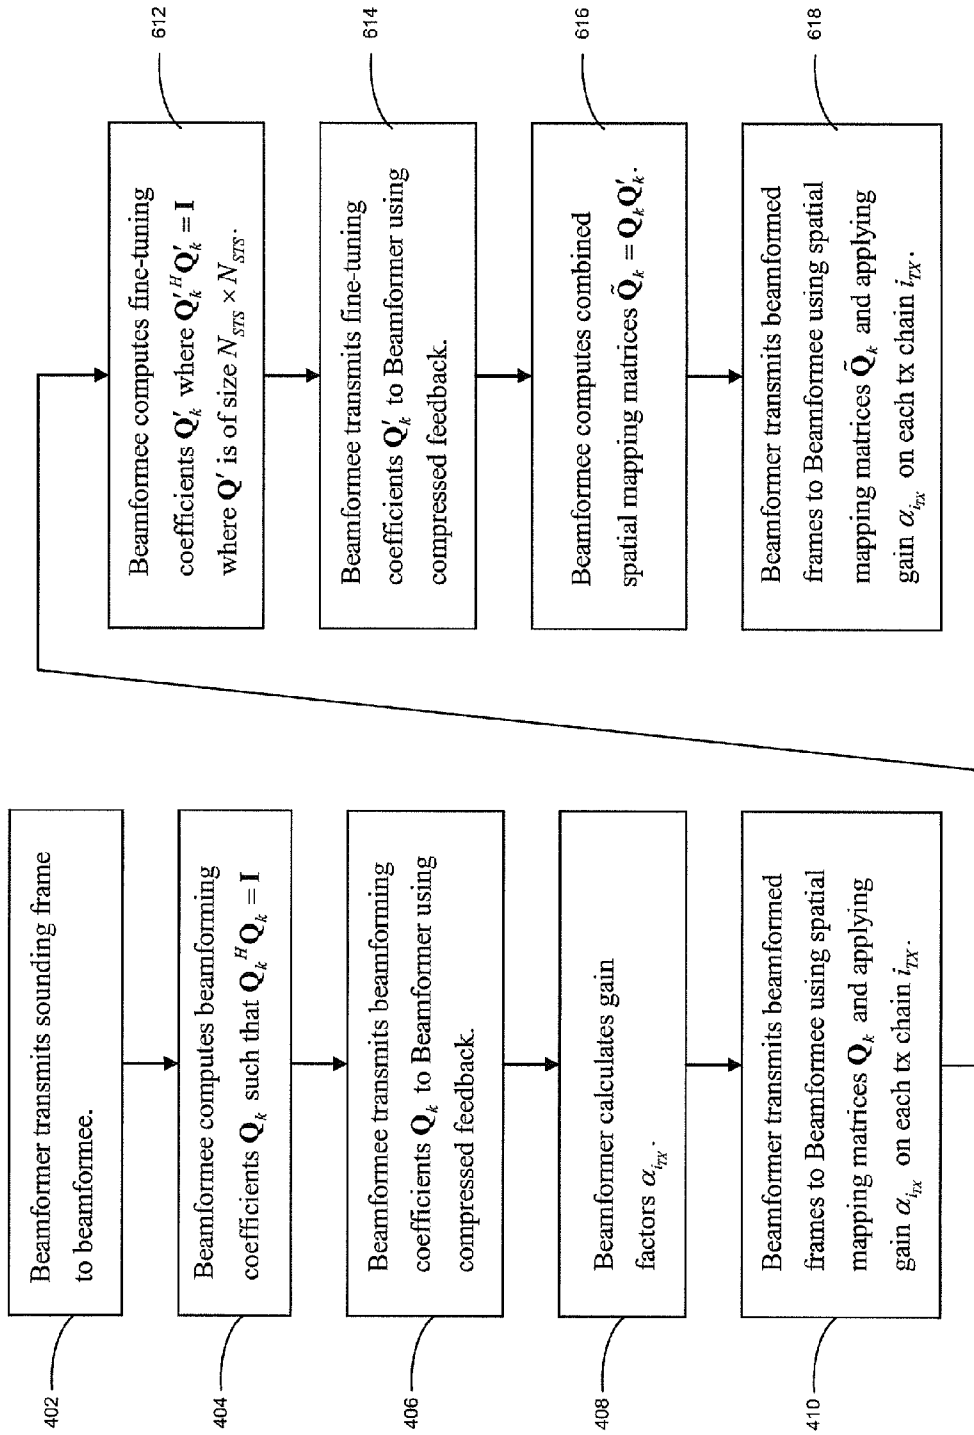 402
Beamformer transmits sounding frame
to beamformee.
404
Beamformee computes beamforming
coefficients Q_k such that Q_k^H Q_k = I
406
Beamformee transmits beamforming
coefficients Q_k to Beamformer using
compressed feedback.
408
Beamformer calculates gain
factors α_{i_TX}.
410
Beamformer transmits beamformed
frames to Beamformee using spatial
mapping matrices Q_k and applying
gain α_{i_TX} on each tx chain i_TX.
612
Beamformee computes fine-tuning
coefficients Q'_k where Q'_k^H Q'_k = I
where Q' is of size N_STS × N_STS.
614
Beamformee transmits fine-tuning
coefficients Q'_k to Beamformer using
compressed feedback.
616
Beamformee computes combined
spatial mapping matrices Q̃_k = Q_k Q'_k.
618
Beamformer transmits beamformed
frames to Beamformee using spatial
mapping matrices Q̃_k and applying
gain α_{i_TX} on each tx chain i_TX.